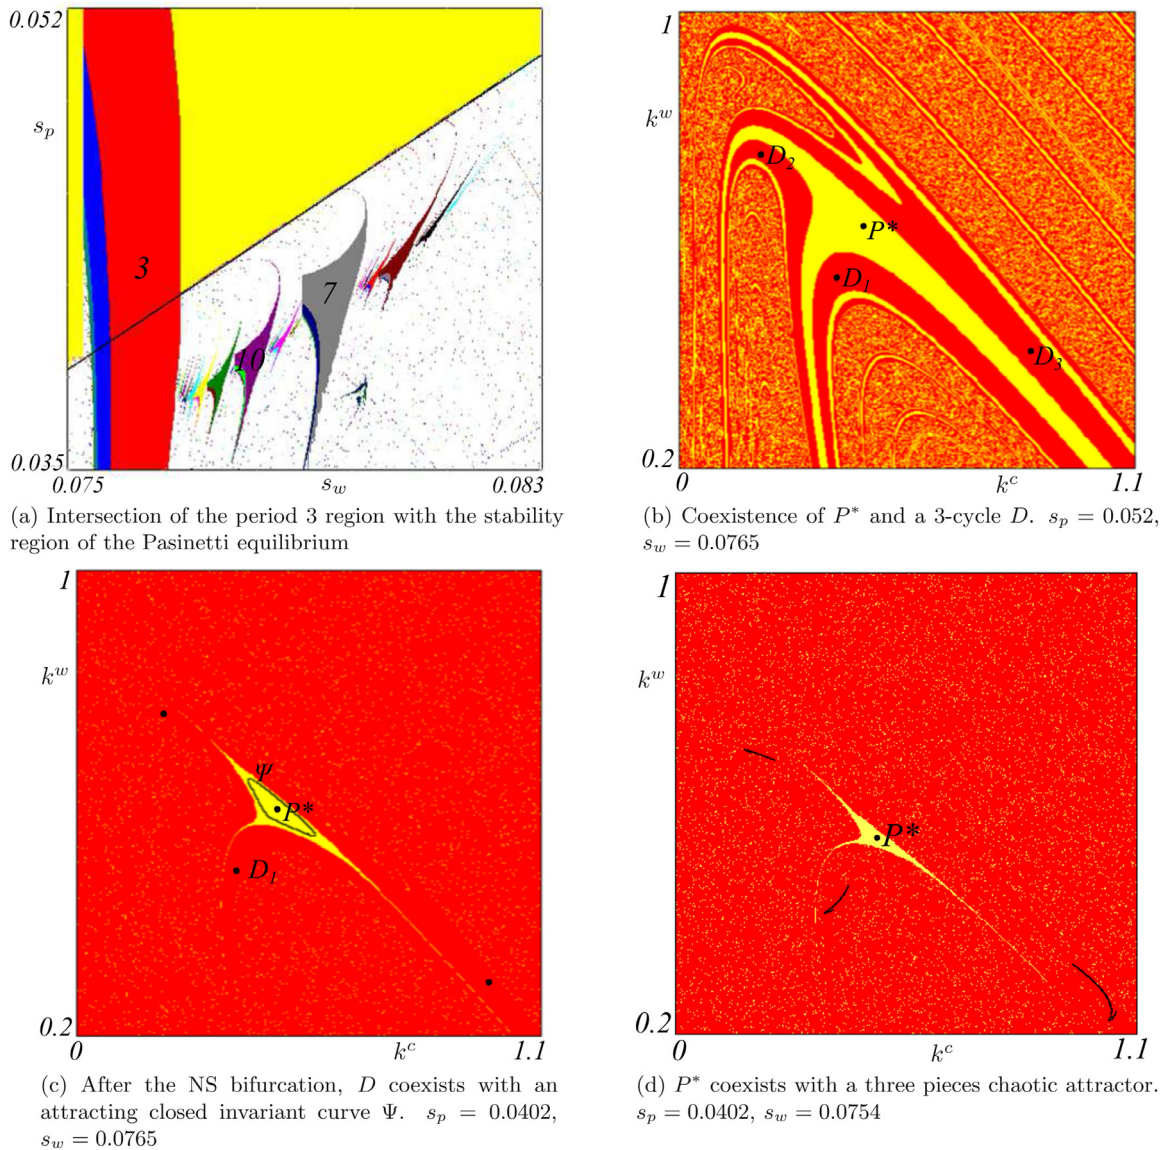 0.052
s_p
3
7
10
0.035
0.075
s_w
0.083
(a) Intersection of the period 3 region with the stability
region of the Pasinetti equilibrium
1
k^w
D_2
P*
D_1
D_3
0.2
0
k^c
1.1
(b) Coexistence of P* and a 3-cycle D. s_p = 0.052,
s_w = 0.0765
1
k^w
Ψ
P*
D_1
0.2
0
k^c
1.1
(c) After the NS bifurcation, D coexists with an
attracting closed invariant curve Ψ. s_p = 0.0402,
s_w = 0.0765
1
k^w
P*
0.2
0
k^c
1.1
(d) P* coexists with a three pieces chaotic attractor.
s_p = 0.0402, s_w = 0.0754